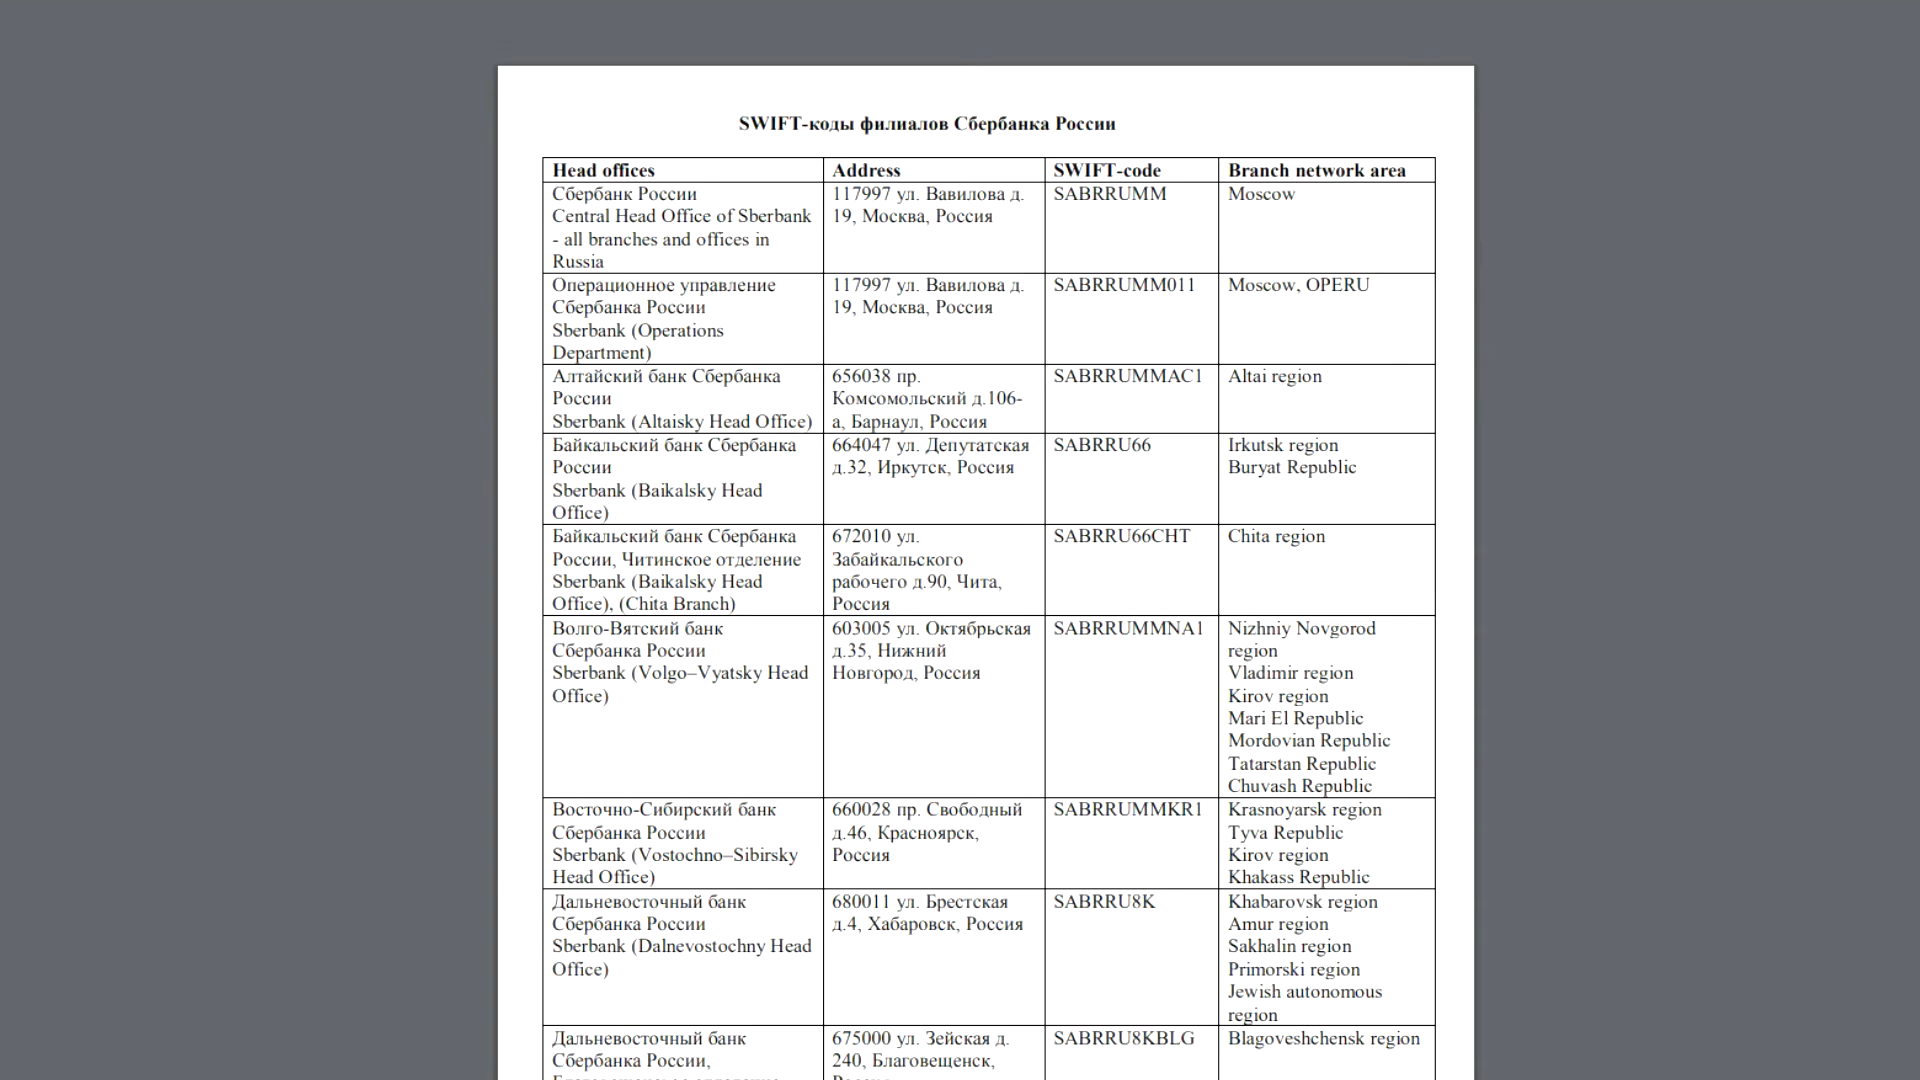 SWIFT-коды филиалов Сбербанка России
Head offices
Address
SWIFT-code
Branch network area
Сбербанк России
Central Head Office of Sberbank
- all branches and offices in
Russia
117997 ул. Вавилова д.
19, Москва, Россия
SABRRUMM
Moscow
Операционное управление
Сбербанка России
Sberbank (Operations
Department)
117997 ул. Вавилова д.
19, Москва, Россия
SABRRUMM011
Moscow, OPERU
Алтайский банк Сбербанка
России
Sberbank (Altaisky Head Office)
656038 пр.
Комсомольский д.106-
а, Барнаул, Россия
SABRRUMMAC1
Altai region
Байкальский банк Сбербанка
России
Sberbank (Baikalsky Head
Office)
664047 ул. Депутатская
д.32, Иркутск, Россия
SABRRU66
Irkutsk region
Buryat Republic
Байкальский банк Сбербанка
России, Читинское отделение
Sberbank (Baikalsky Head
Office), (Chita Branch)
672010 ул.
Забайкальского
рабочего д.90, Чита,
Россия
SABRRU66CHT
Chita region
Волго-Вятский банк
Сбербанка России
Sberbank (Volgo–Vyatsky Head
Office)
603005 ул. Октябрьская
д.35, Нижний
Новгород, Россия
SABRRUMMNA1
Nizhniy Novgorod
region
Vladimir region
Kirov region
Mari El Republic
Mordovian Republic
Tatarstan Republic
Chuvash Republic
Восточно-Сибирский банк
Сбербанка России
Sberbank (Vostochno–Sibirsky
Head Office)
660028 пр. Свободный
д.46, Красноярск,
Россия
SABRRUMMKR1
Krasnoyarsk region
Tyva Republic
Kirov region
Khakass Republic
Дальневосточный банк
Сбербанка России
Sberbank (Dalnevostochny Head
Office)
680011 ул. Брестская
д.4, Хабаровск, Россия
SABRRU8K
Khabarovsk region
Amur region
Sakhalin region
Primorski region
Jewish autonomous
region
Дальневосточный банк
Сбербанка России,
675000 ул. Зейская д.
240, Благовещенск,
SABRRU8KBLG
Blagoveshchensk region